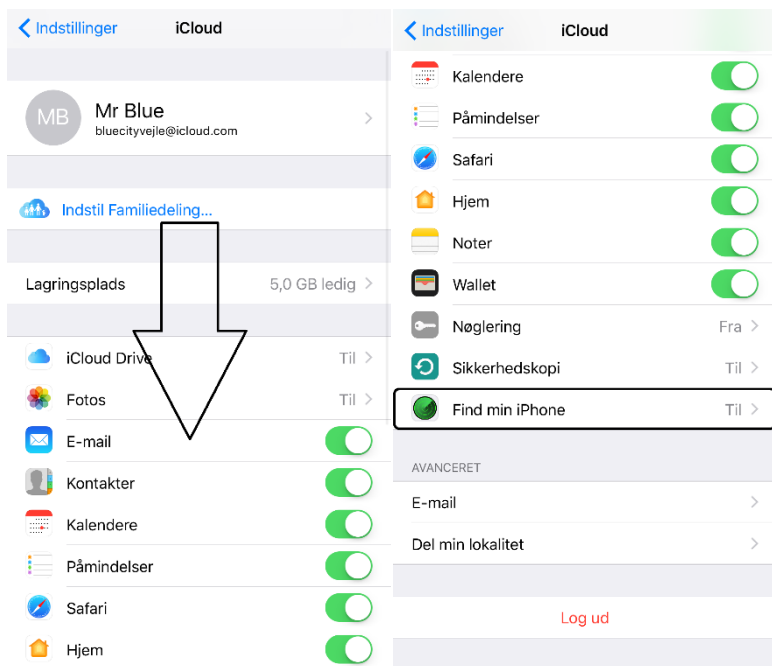 Indstillinger iCloud
MB Mr Blue
bluecityvejle@icloud.com
Indstil Familiedeling...
Lagringsplads 5,0 GB ledig
iCloud Drive Til
Fotos Til
E-mail
Kontakter
Kalendere
Påmindelser
Safari
Hjem
Indstillinger iCloud
Kalendere
Påmindelser
Safari
Hjem
Noter
Wallet
Nøglering Fra
Sikkerhedskopi Til
Find min iPhone Til
AVANCERET
E-mail
Del min lokalitet
Log ud